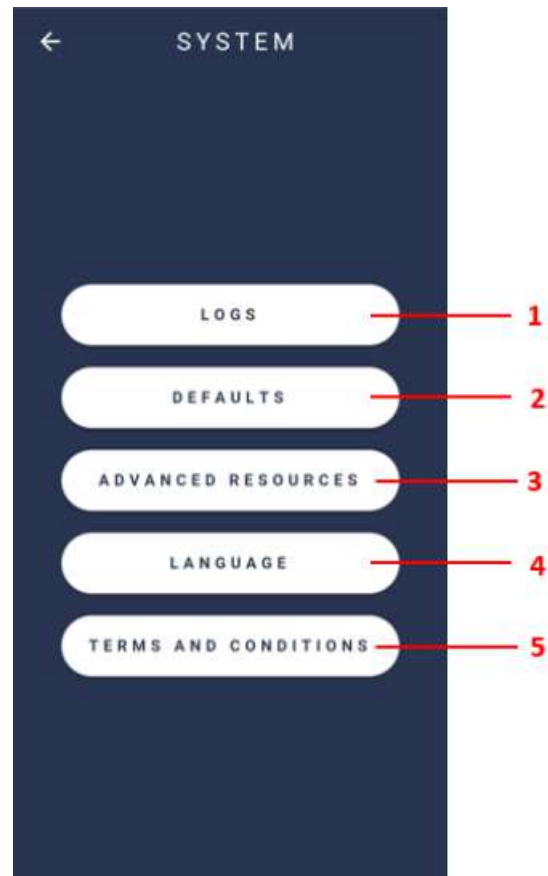 SYSTEM
LOGS 1
DEFAULTS 2
ADVANCED RESOURCES 3
LANGUAGE 4
TERMS AND CONDITIONS 5